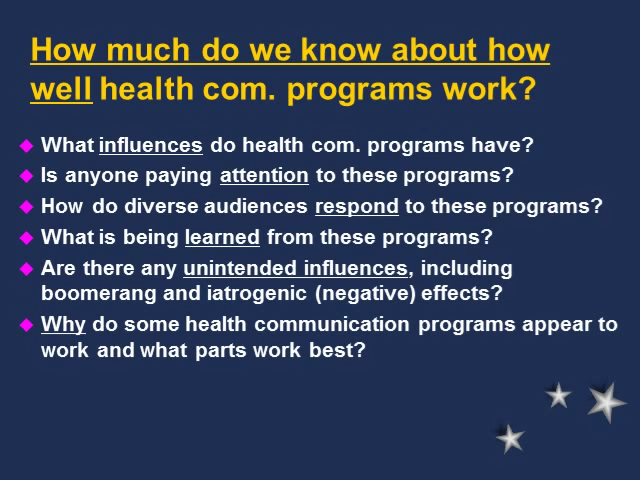 How much do we know about how
well health com. programs work?
What influences do health com. programs have?
Is anyone paying attention to these programs?
How do diverse audiences respond to these programs?
What is being learned from these programs?
Are there any unintended influences, including
boomerang and iatrogenic (negative) effects?
Why do some health communication programs appear to
work and what parts work best?